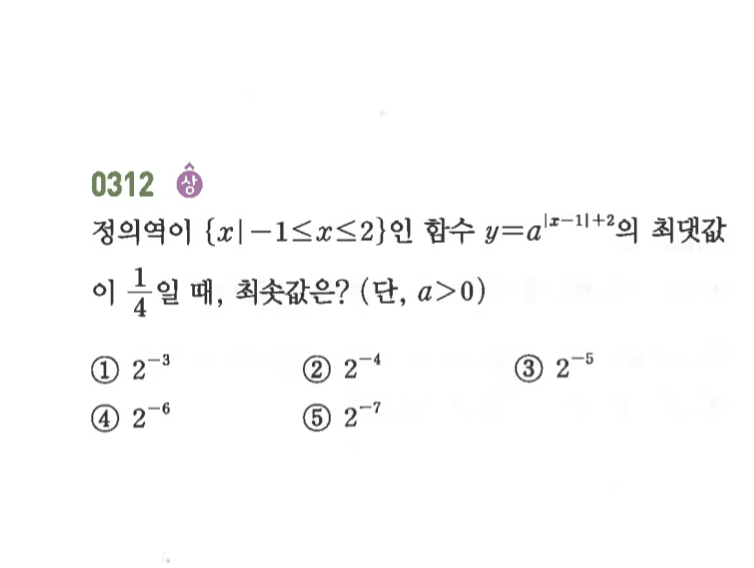 0312 상
정의역이 {x|−1≤x≤2}인 함수 y=a^{|x−1|+2}의 최댓값
이 \frac{1}{4}일 때, 최솟값은? (단, a>0)
① 2^{−3} ② 2^{−4} ③ 2^{−5}
④ 2^{−6} ⑤ 2^{−7}